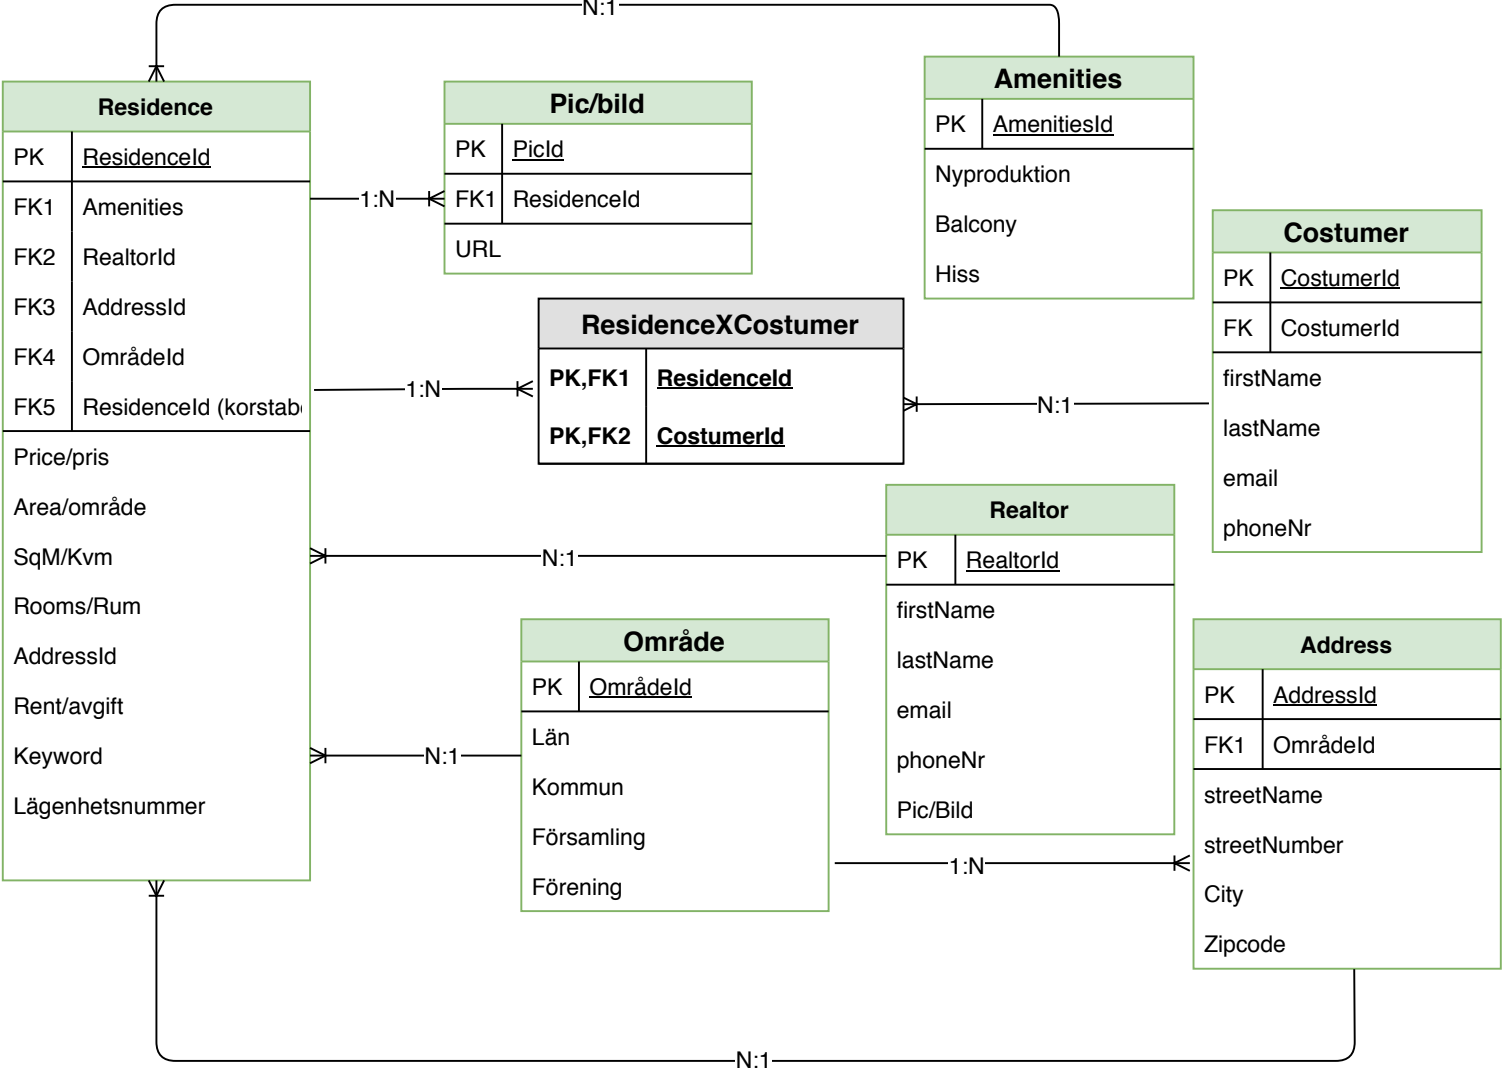 N:1
Residence
PK ResidenceId
FK1 Amenities
FK2 RealtorId
FK3 AddressId
FK4 OmrådeId
FK5 ResidenceId (korstab
Price/pris
Area/område
SqM/Kvm
Rooms/Rum
AddressId
Rent/avgift
Keyword
Lägenhetsnummer
1:N
Pic/bild
PK PicId
FK1 ResidenceId
URL
Amenities
PK AmenitiesId
Nyproduktion
Balcony
Hiss
Costumer
PK CostumerId
FK CostumerId
firstName
lastName
email
phoneNr
1:N
ResidenceXCostumer
PK,FK1 ResidenceId
PK,FK2 CostumerId
N:1
Realtor
PK RealtorId
firstName
lastName
email
phoneNr
Pic/Bild
N:1
Område
PK OmrådeId
Län
Kommun
Församling
Förening
N:1
1:N
Address
PK AddressId
FK1 OmrådeId
streetName
streetNumber
City
Zipcode
N:1